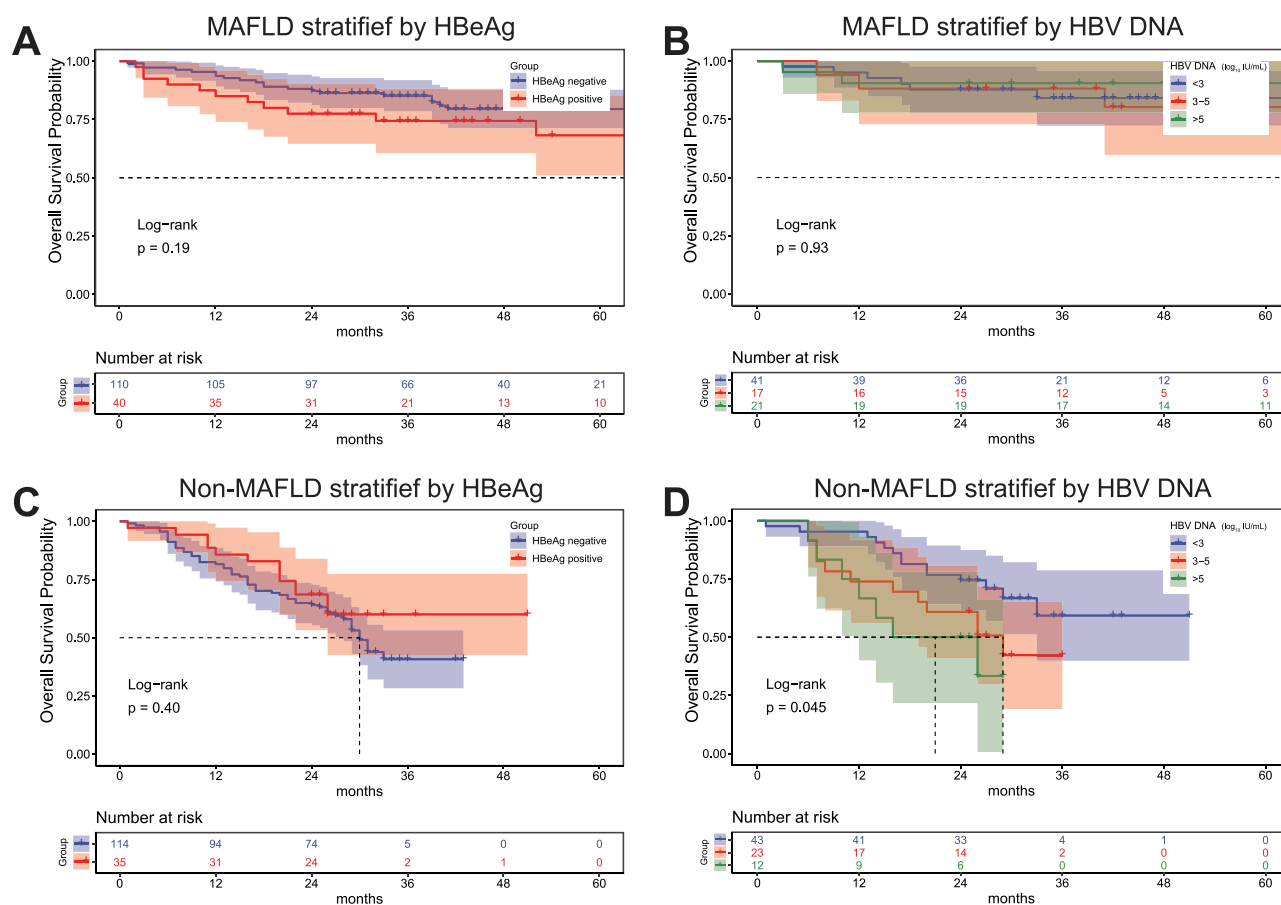 A
MAFLD stratifief by HBeAg
Overall Survival Probability
1.00
0.75
0.50
0.25
0.00
Group
HBeAg negative
HBeAg positive
Log−rank
p = 0.19
0 12 24 36 48 60
months
Number at risk
Group
110 105 97 66 40 21
40 35 31 21 13 10
0 12 24 36 48 60
months
B
MAFLD stratifief by HBV DNA
Overall Survival Probability
1.00
0.75
0.50
0.25
0.00
HBV DNA (log₁₀ IU/mL)
<3
3−5
>5
Log−rank
p = 0.93
0 12 24 36 48 60
months
Number at risk
Group
41 39 36 21 12 6
17 16 15 12 5 3
21 19 19 17 14 11
0 12 24 36 48 60
months
C
Non-MAFLD stratifief by HBeAg
Overall Survival Probability
1.00
0.75
0.50
0.25
0.00
Group
HBeAg negative
HBeAg positive
Log−rank
p = 0.40
0 12 24 36 48 60
months
Number at risk
Group
114 94 74 5 0 0
35 31 24 2 1 0
0 12 24 36 48 60
months
D
Non-MAFLD stratifief by HBV DNA
Overall Survival Probability
1.00
0.75
0.50
0.25
0.00
HBV DNA (log₁₀ IU/mL)
<3
3−5
>5
Log−rank
p = 0.045
0 12 24 36 48 60
months
Number at risk
Group
43 41 33 4 1 0
23 17 14 2 0 0
12 9 6 0 0 0
0 12 24 36 48 60
months